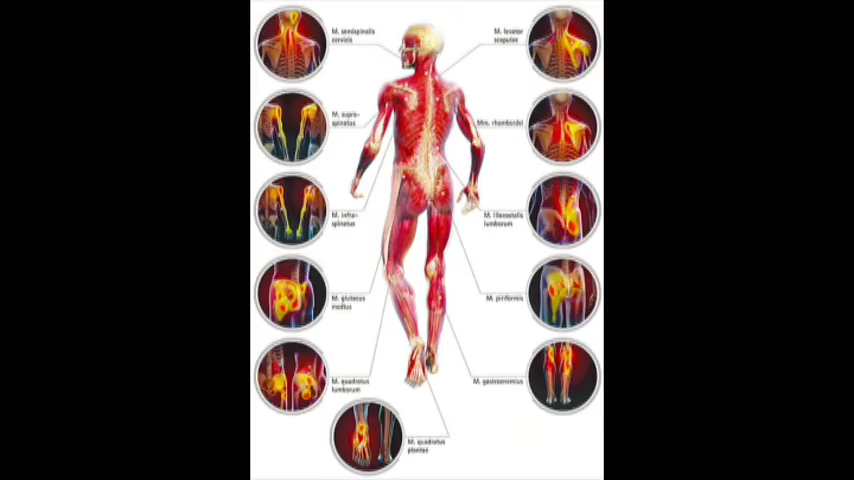 M. semispinalis
cervicis
M. levator
scapulae
M. supra-
spinatus
Mm. rhomboidei
M. infra-
spinatus
M. iliocostalis
lumborum
M. glutaeus
medius
M. piriformis
M. quadratus
lumborum
M. gastrocnemius
M. quadratus
plantae